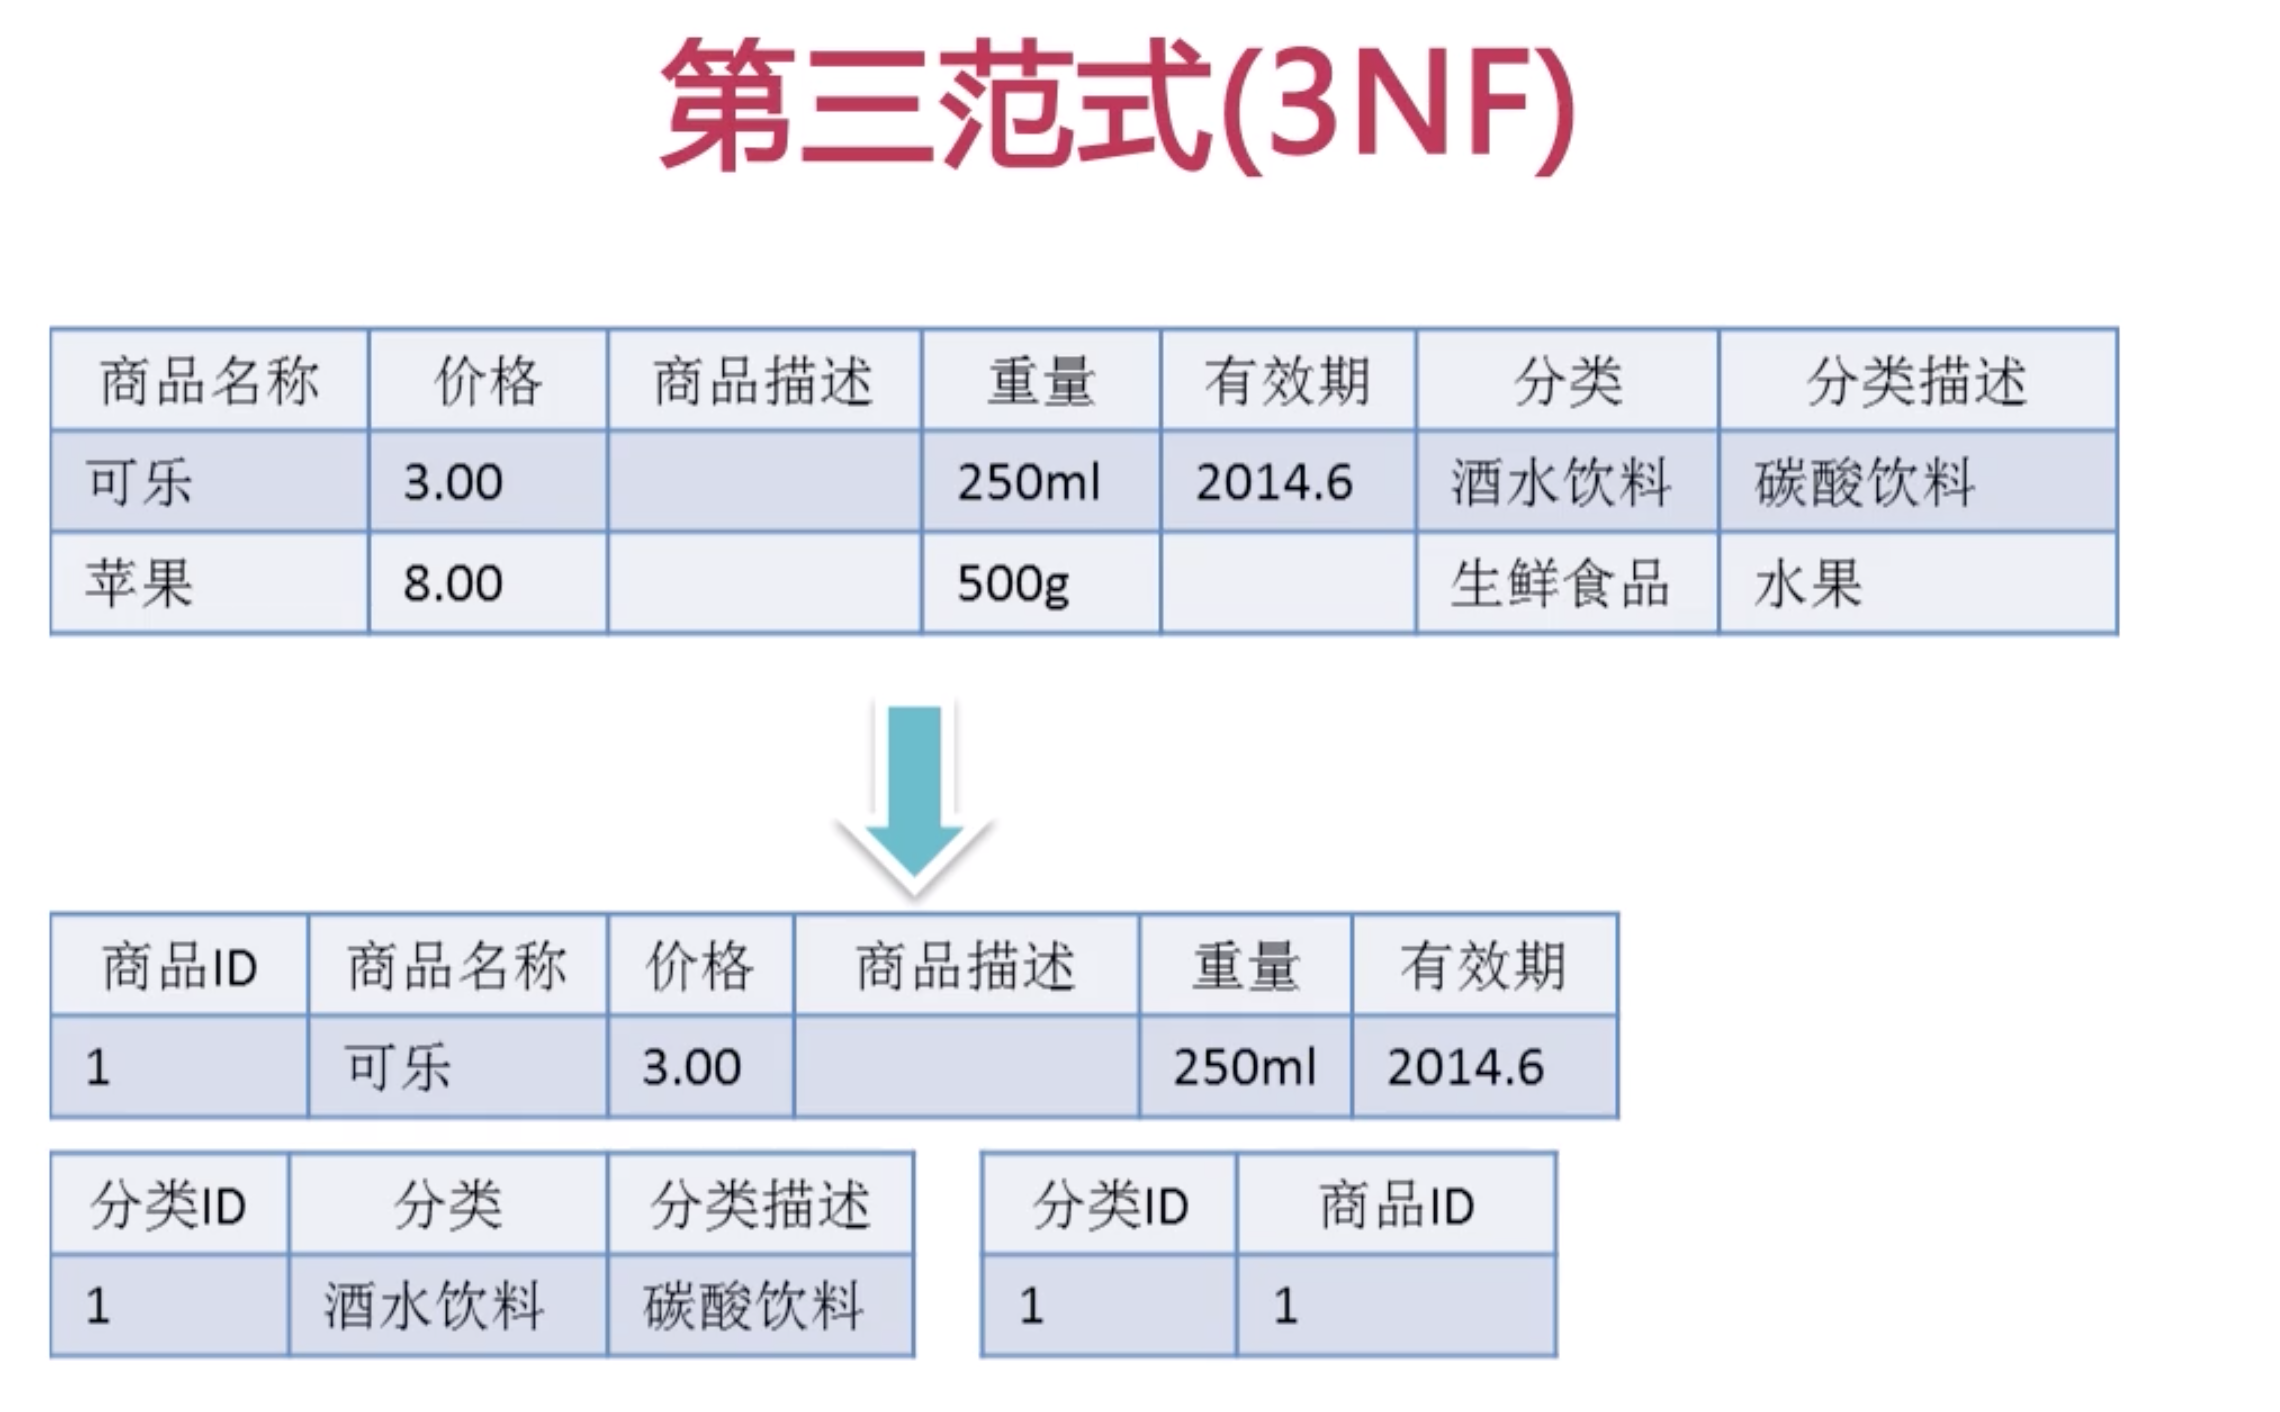 第三范式(3NF)
商品名称 价格 商品描述 重量 有效期 分类 分类描述
可乐 3.00 250ml 2014.6 酒水饮料 碳酸饮料
苹果 8.00 500g 生鲜食品 水果
商品ID 商品名称 价格 商品描述 重量 有效期
1 可乐 3.00 250ml 2014.6
分类ID 分类 分类描述 分类ID 商品ID
1 酒水饮料 碳酸饮料 1 1